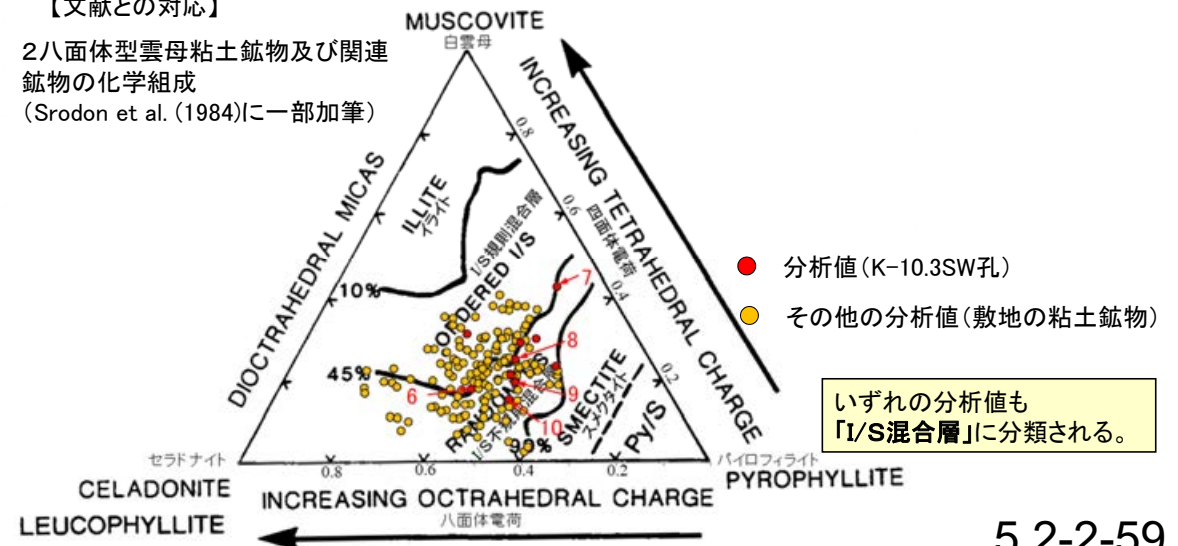 【文献との対応】
2八面体型雲母粘土鉱物及び関連
鉱物の化学組成
(Srodon et al. (1984)に一部加筆)
MUSCOVITE
白雲母
INCREASING TETRAHEDRAL CHARGE
四面体電荷
DIOCTRAHEDRAL MICAS
0.8
0.6
0.4
0.2
ILLITE
イライト
I/S規則混合層
ORDERED I/S
10%
45%
7
8
9
6
10
I/S不規則混合層
SMECTITE
スメクタイト
Py/S
セラドナイト
パイロフィライト
0.8
0.6
0.4
0.2
CELADONITE
LEUCOPHYLLITE
PYROPHYLLITE
INCREASING OCTRAHEDRAL CHARGE
八面体電荷
分析値(K-10.3SW孔)
その他の分析値(敷地の粘土鉱物)
いずれの分析値も
「I/S混合層」に分類される。
5.2-2-59